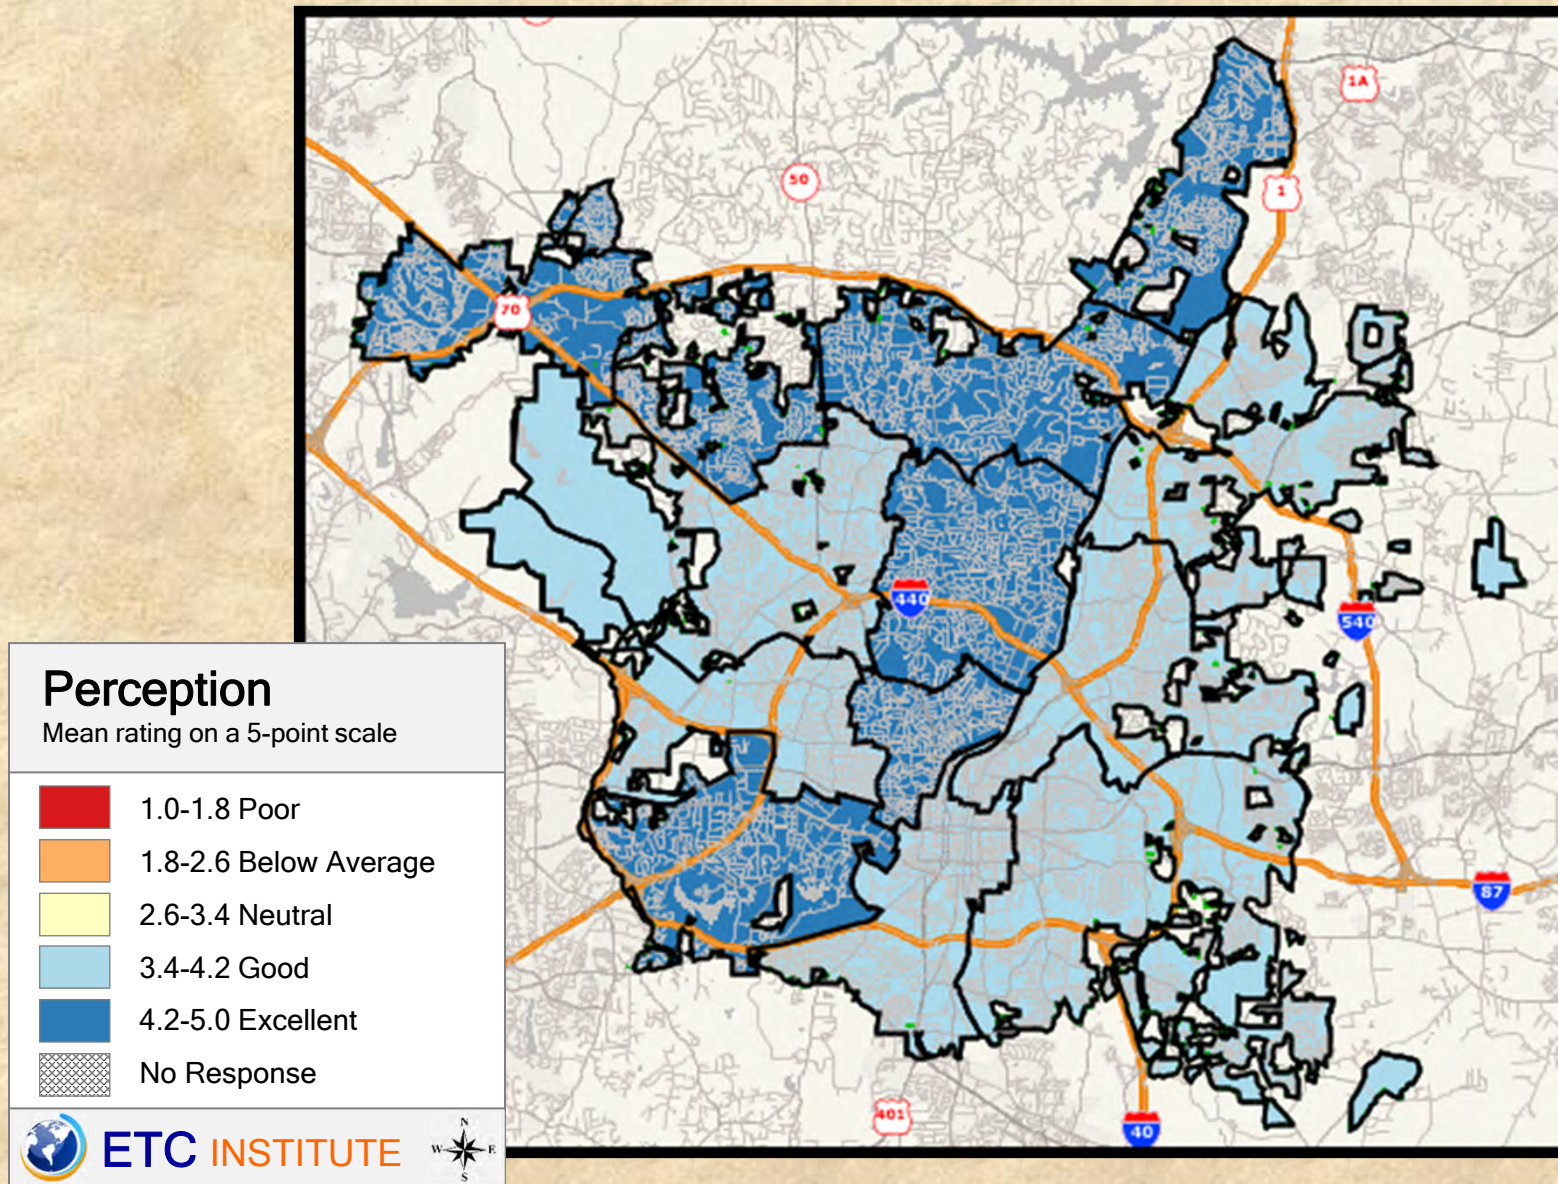 1A
50
1
70
440
540
87
401
40
Perception
Mean rating on a 5-point scale
1.0-1.8 Poor
1.8-2.6 Below Average
2.6-3.4 Neutral
3.4-4.2 Good
4.2-5.0 Excellent
No Response
ETC INSTITUTE
N
W E
S